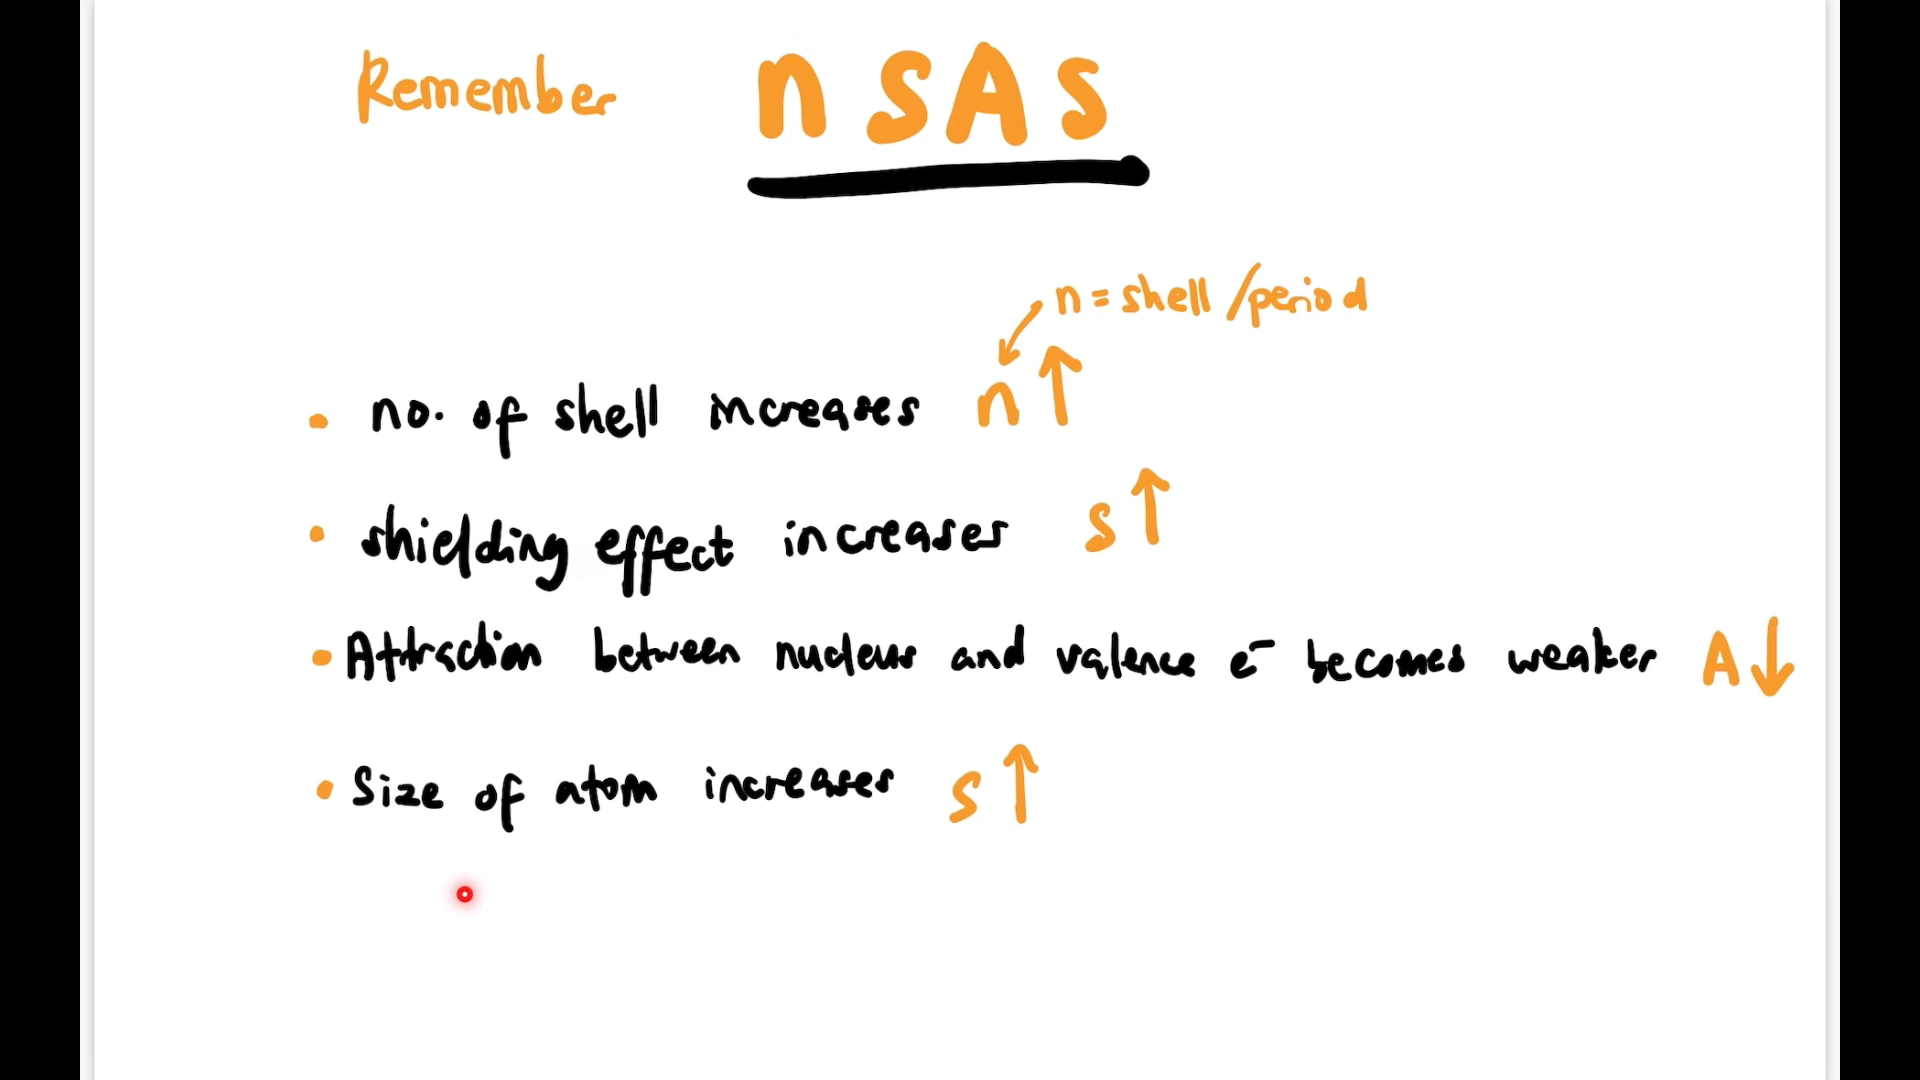 Remember nSAs
n = shell/period
• no. of shell increases n↑
• shielding effect increases s↑
• Attraction between nucleus and valence e⁻ becomes weaker A↓
• Size of atom increases s↑